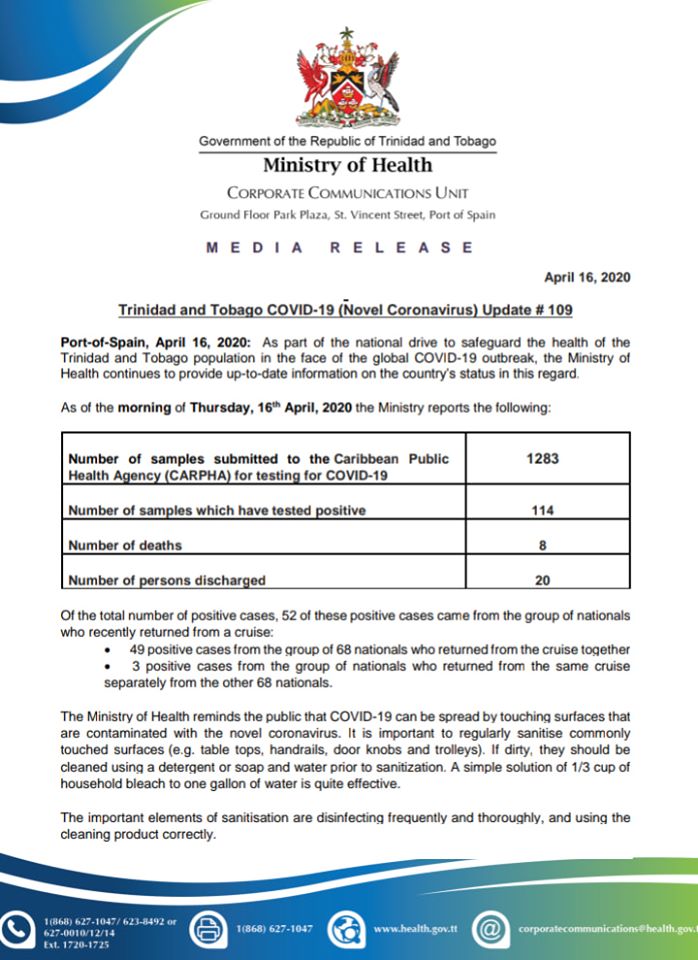 Government of the Republic of Trinidad and Tobago
Ministry of Health
CORPORATE COMMUNICATIONS UNIT
Ground Floor Park Plaza, St. Vincent Street, Port of Spain
MEDIA RELEASE
April 16, 2020
Trinidad and Tobago COVID-19 (Novel Coronavirus) Update # 109
Port-of-Spain, April 16, 2020: As part of the national drive to safeguard the health of the
Trinidad and Tobago population in the face of the global COVID-19 outbreak, the Ministry of
Health continues to provide up-to-date information on the country's status in this regard.
As of the morning of Thursday, 16th April, 2020 the Ministry reports the following:
Number of samples submitted to the Caribbean Public 1283
Health Agency (CARPHA) for testing for COVID-19
Number of samples which have tested positive 114
Number of deaths 8
Number of persons discharged 20
Of the total number of positive cases, 52 of these positive cases came from the group of nationals
who recently returned from a cruise:
• 49 positive cases from the group of 68 nationals who returned from the cruise together
• 3 positive cases from the group of nationals who returned from the same cruise
separately from the other 68 nationals.
The Ministry of Health reminds the public that COVID-19 can be spread by touching surfaces that
are contaminated with the novel coronavirus. It is important to regularly sanitise commonly
touched surfaces (e.g. table tops, handrails, door knobs and trolleys). If dirty, they should be
cleaned using a detergent or soap and water prior to sanitization. A simple solution of 1/3 cup of
household bleach to one gallon of water is quite effective.
The important elements of sanitisation are disinfecting frequently and thoroughly, and using the
cleaning product correctly.
1(868) 627-1047/ 623-8492 or
627-0010/12/14
Ext. 1720-1725
1(868) 627-1047
www.health.gov.tt
corporatecommunications@health.gov.t